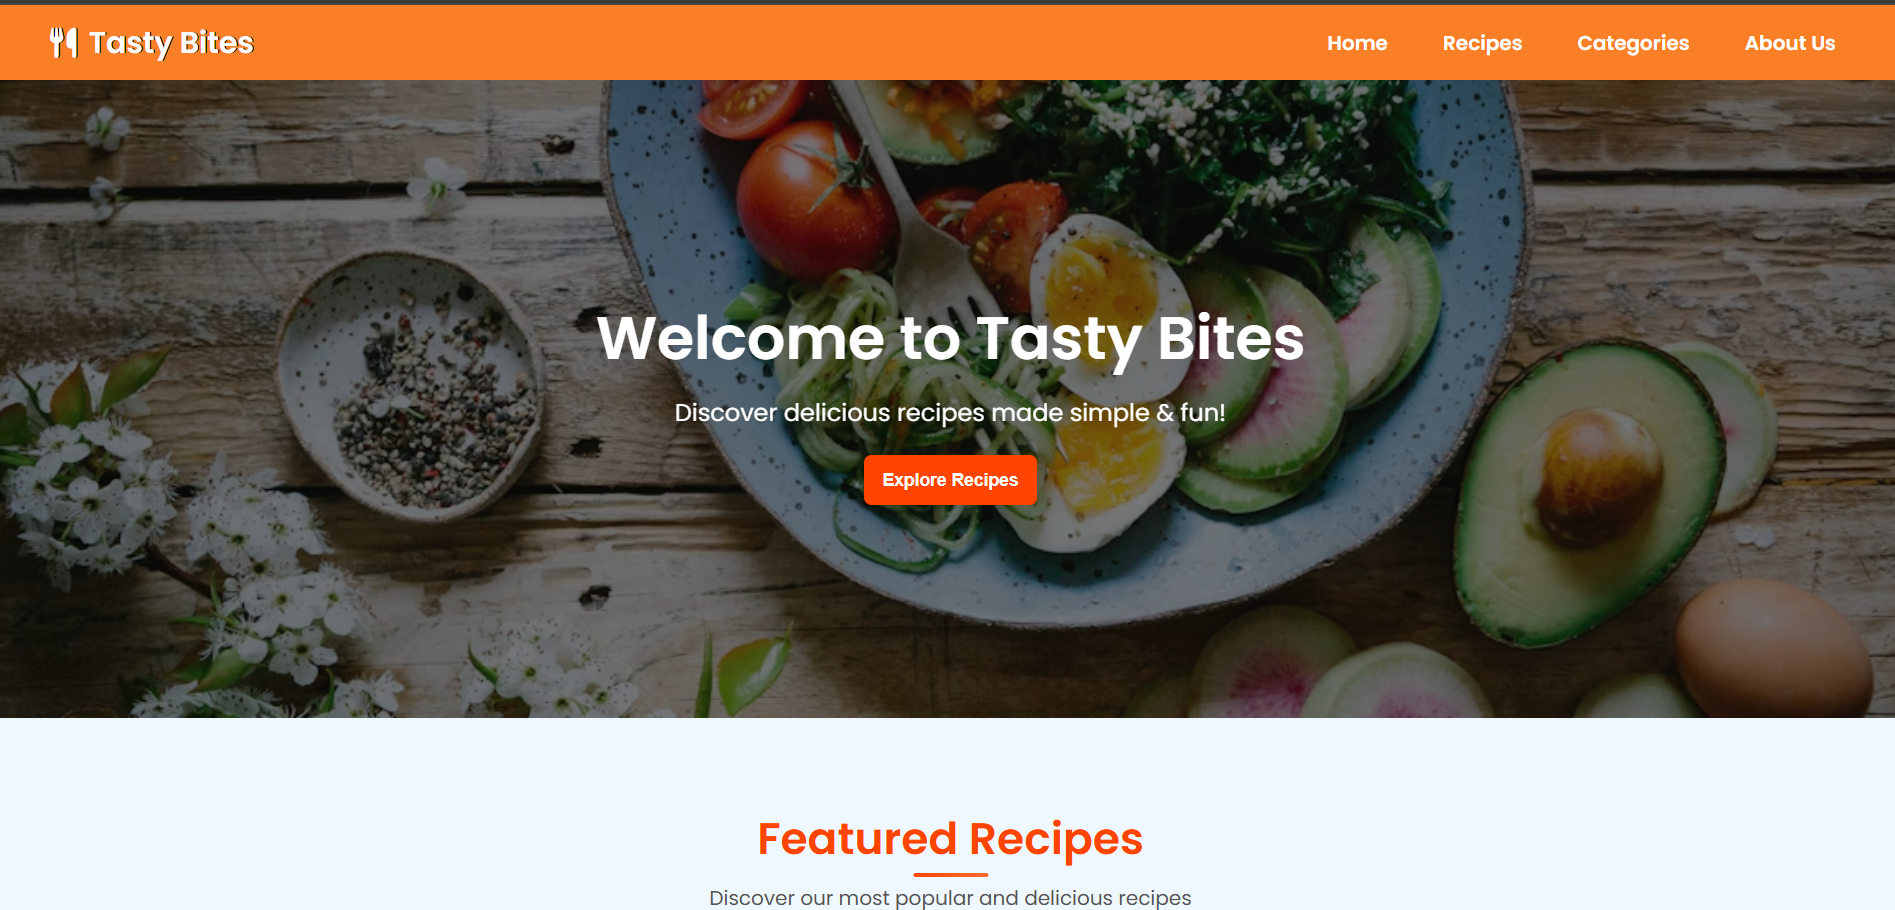 Tasty Bites
Home Recipes Categories About Us
Welcome to Tasty Bites
Discover delicious recipes made simple & fun!
Explore Recipes
Featured Recipes
Discover our most popular and delicious recipes